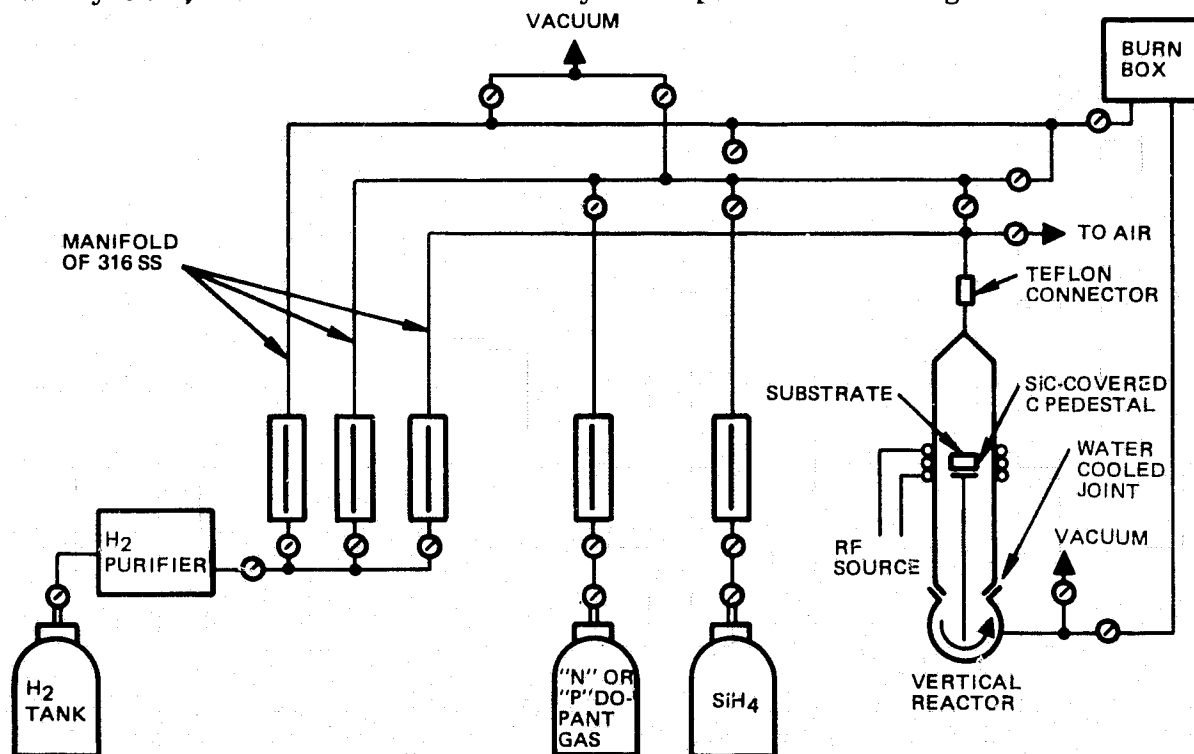 VACUUM
BURN
BOX
MANIFOLD
OF 316 SS
TO AIR
TEFLON
CONNECTOR
SUBSTRATE
SiC-COVERED
C PEDESTAL
WATER
COOLED
JOINT
H2
PURIFIER
RF
SOURCE
VACUUM
H2
TANK
"N" OR
"P" DO-
PANT
GAS
SiH4
VERTICAL
REACTOR